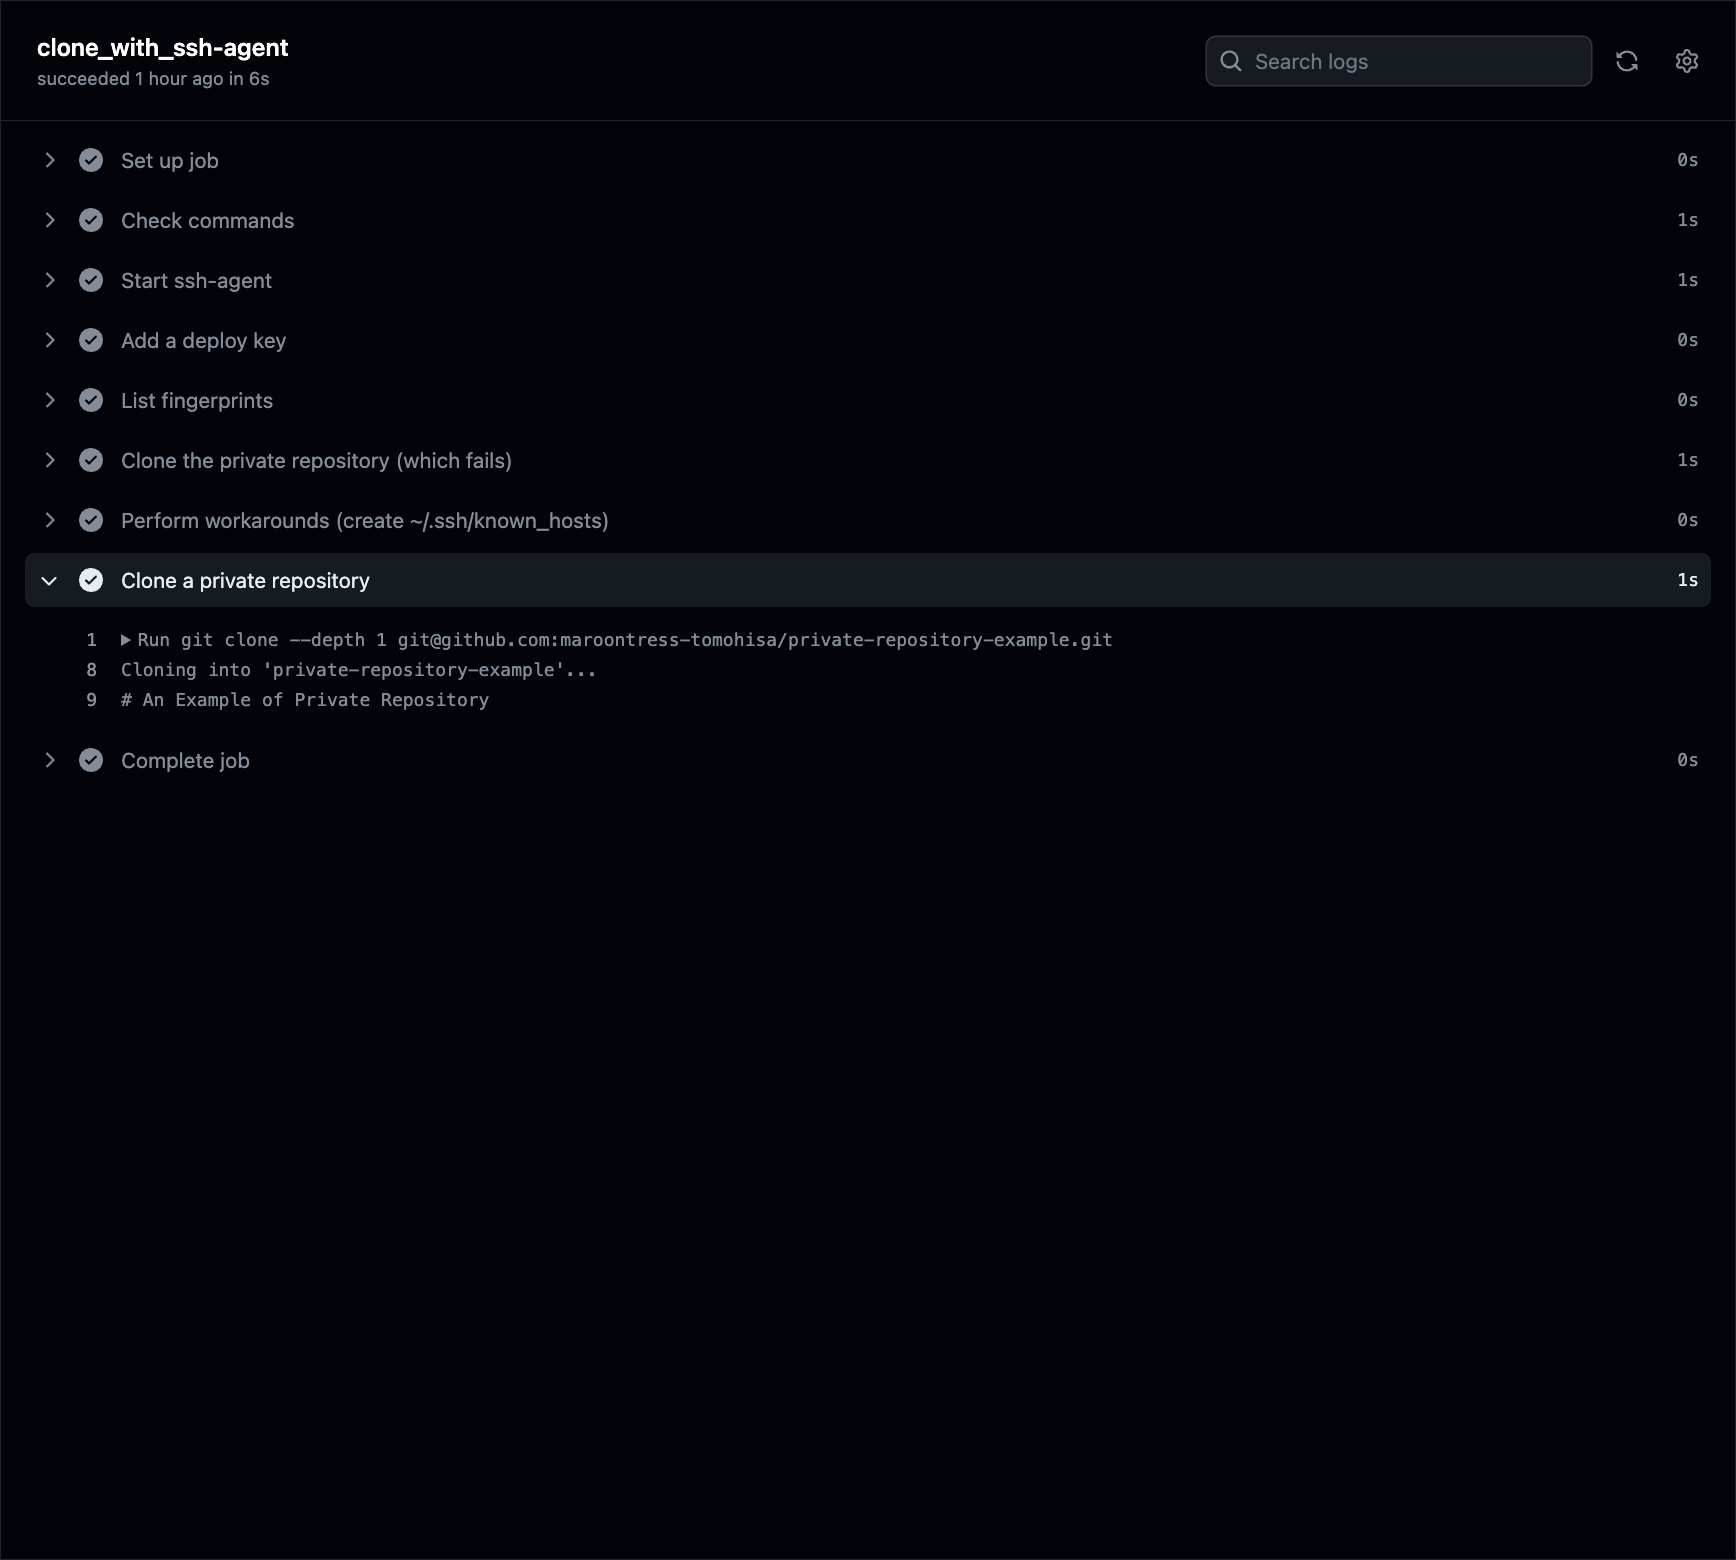 clone_with_ssh-agent
succeeded 1 hour ago in 6s
Search logs
Set up job 0s
Check commands 1s
Start ssh-agent 1s
Add a deploy key 0s
List fingerprints 0s
Clone the private repository (which fails) 1s
Perform workarounds (create ~/.ssh/known_hosts) 0s
Clone a private repository 1s
1 Run git clone --depth 1 git@github.com:maroontress-tomohisa/private-repository-example.git
8 Cloning into 'private-repository-example'...
9 # An Example of Private Repository
Complete job 0s